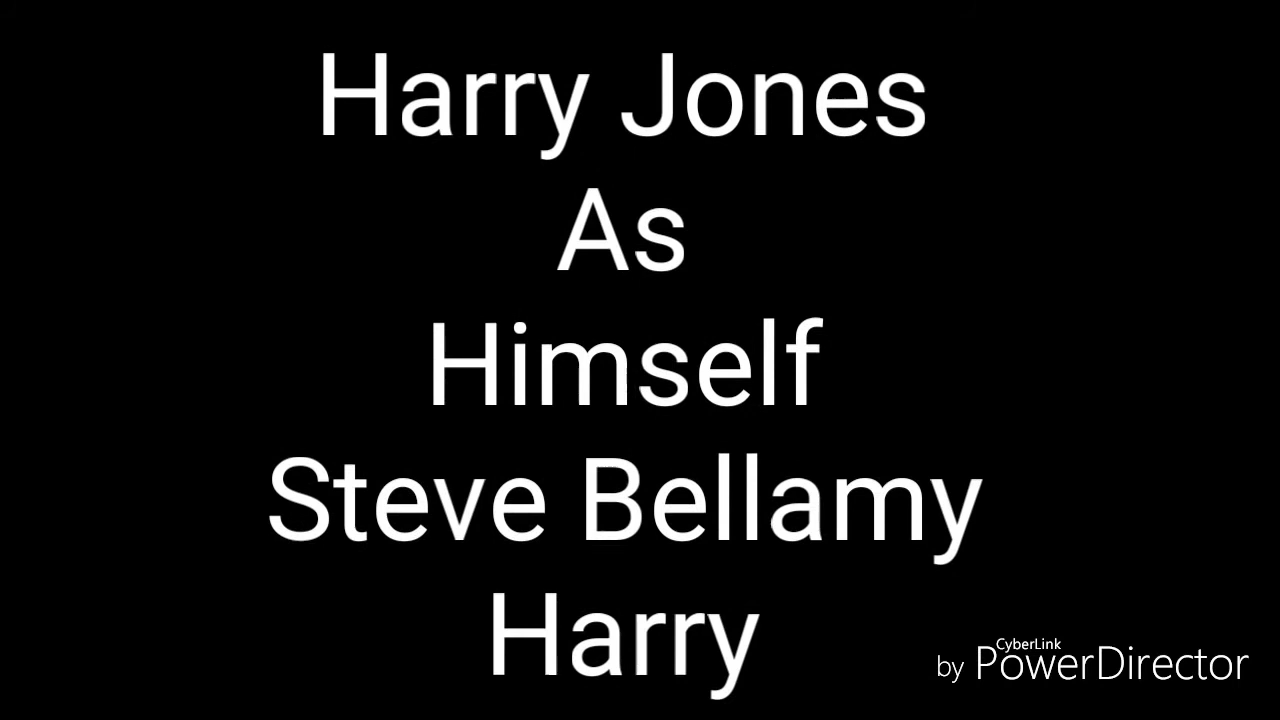 Harry Jones
As
Himself
Steve Bellamy
Harry
CyberLink
by PowerDirector